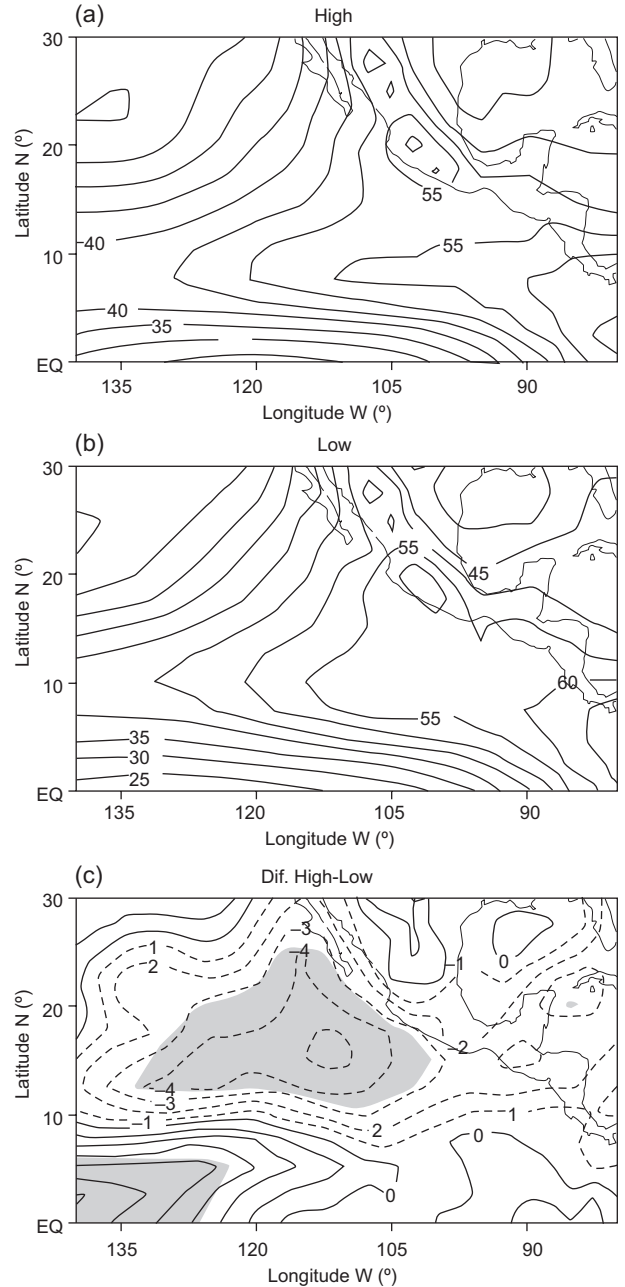 (a) High
30
20
10
EQ
Latitude N (º)
55
55
40
40
35
135 120 105 90
Longitude W (º)
(b) Low
30
20
10
EQ
Latitude N (º)
55
45
60
55
35
30
25
135 120 105 90
Longitude W (º)
(c) Dif. High-Low
30
20
10
EQ
Latitude N (º)
–3
–4
1
2
–1
0
–2
–4
–3
–1
1
2
0
0
135 120 105 90
Longitude W (º)